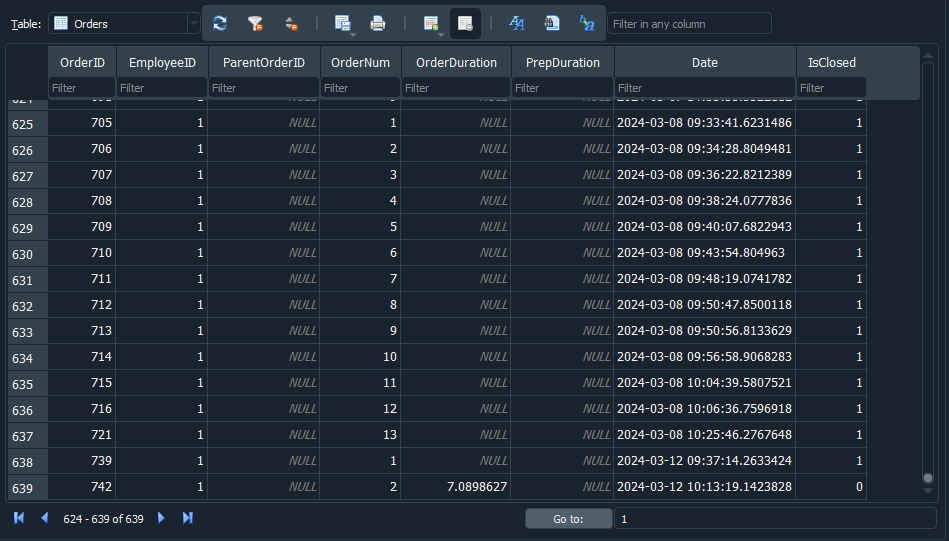 Table: Orders Filter in any column
OrderID EmployeeID ParentOrderID OrderNum OrderDuration PrepDuration Date IsClosed
Filter Filter Filter Filter Filter Filter Filter Filter
625 705 1 NULL 1 NULL NULL 2024-03-08 09:33:41.6231486 1
626 706 1 NULL 2 NULL NULL 2024-03-08 09:34:28.8049481 1
627 707 1 NULL 3 NULL NULL 2024-03-08 09:36:22.8212389 1
628 708 1 NULL 4 NULL NULL 2024-03-08 09:38:24.0777836 1
629 709 1 NULL 5 NULL NULL 2024-03-08 09:40:07.6822943 1
630 710 1 NULL 6 NULL NULL 2024-03-08 09:43:54.804963 1
631 711 1 NULL 7 NULL NULL 2024-03-08 09:48:19.0741782 1
632 712 1 NULL 8 NULL NULL 2024-03-08 09:50:47.8500118 1
633 713 1 NULL 9 NULL NULL 2024-03-08 09:50:56.8133629 1
634 714 1 NULL 10 NULL NULL 2024-03-08 09:56:58.9068283 1
635 715 1 NULL 11 NULL NULL 2024-03-08 10:04:39.5807521 1
636 716 1 NULL 12 NULL NULL 2024-03-08 10:06:36.7596918 1
637 721 1 NULL 13 NULL NULL 2024-03-08 10:25:46.2767648 1
638 739 1 NULL 1 NULL NULL 2024-03-12 09:37:14.2633424 1
639 742 1 NULL 2 7.0898627 NULL 2024-03-12 10:13:19.1423828 0
624 - 639 of 639 Go to: 1